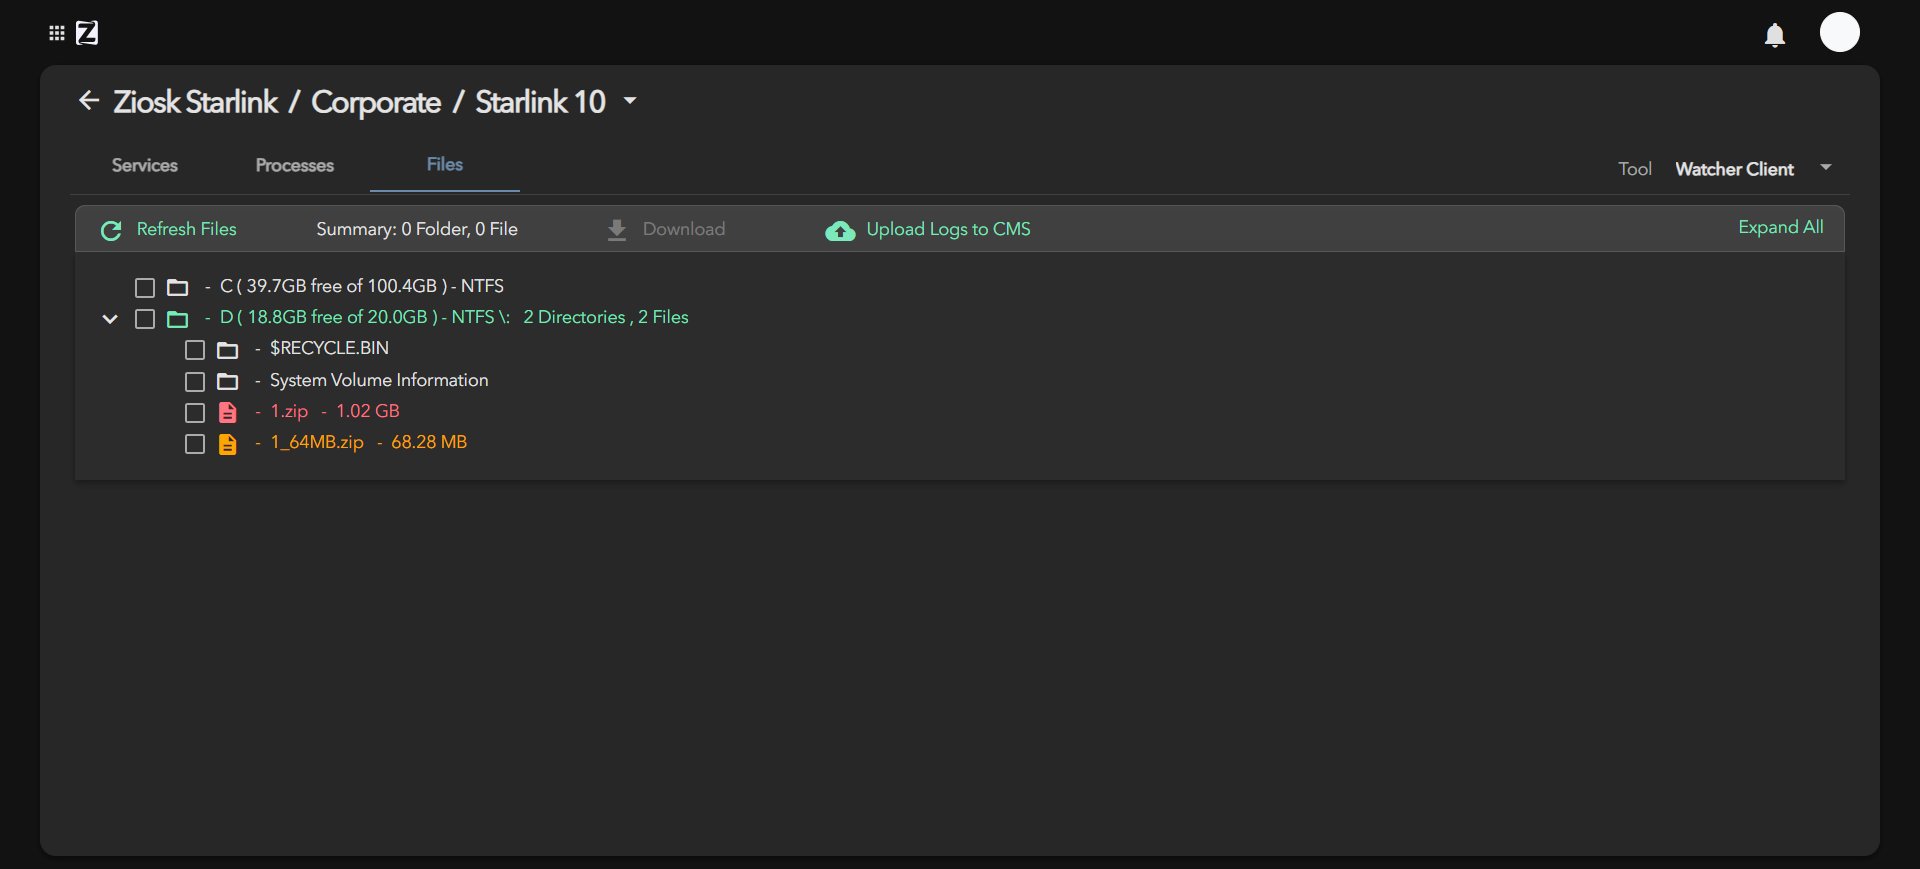 Z
Ziosk Starlink / Corporate / Starlink 10
Services Processes Files Tool Watcher Client
Refresh Files Summary: 0 Folder, 0 File Download Upload Logs to CMS Expand All
- C ( 39.7GB free of 100.4GB ) - NTFS
- D ( 18.8GB free of 20.0GB ) - NTFS \: 2 Directories , 2 Files
- $RECYCLE.BIN
- System Volume Information
- 1.zip - 1.02 GB
- 1_64MB.zip - 68.28 MB